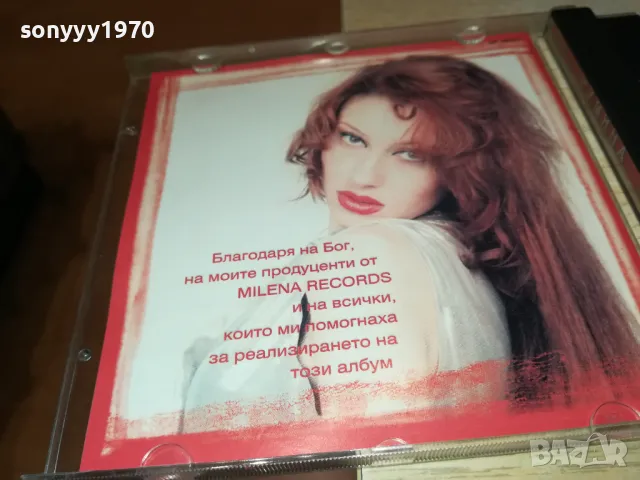 sonyyy1970
Благодаря на Бог,
на моите продуценти от
MILENA RECORDS
и на всички,
които ми помогнаха
за реализирането на
този албум
BAZAR